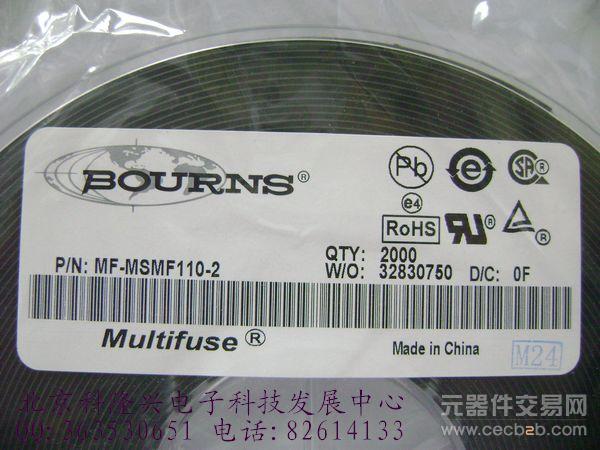 BOURNS®
Pb
e
SA®
e4
RoHS
P/N: MF-MSMF110-2
QTY: 2000
W/O: 32830750 D/C: 0F
Multifuse®
Made in China
M24
北京科隆兴电子科技发展中心
QQ:363530651 电话:82614133
元器件交易网
www.cecb2b.com